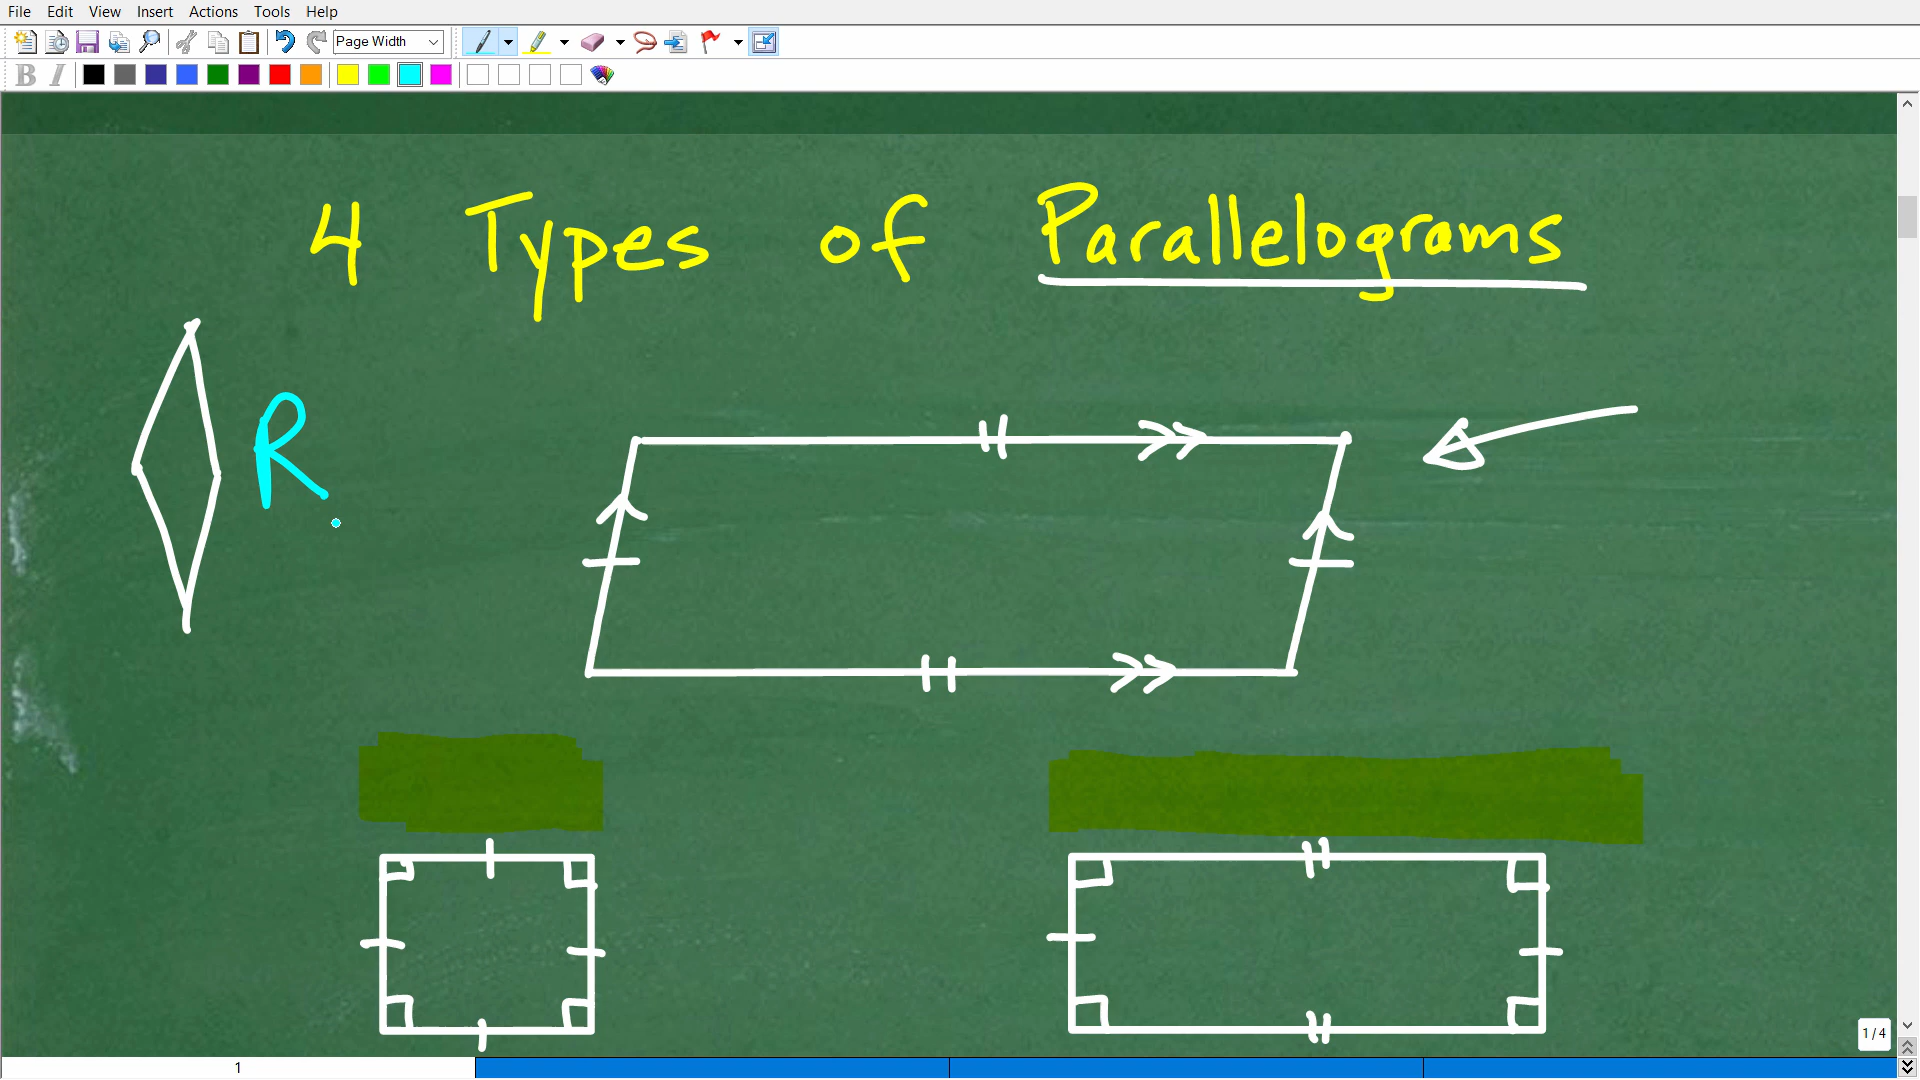 File Edit View Insert Actions Tools Help
Page Width
B I
4 Types of Parallelograms
R
1 / 4
1